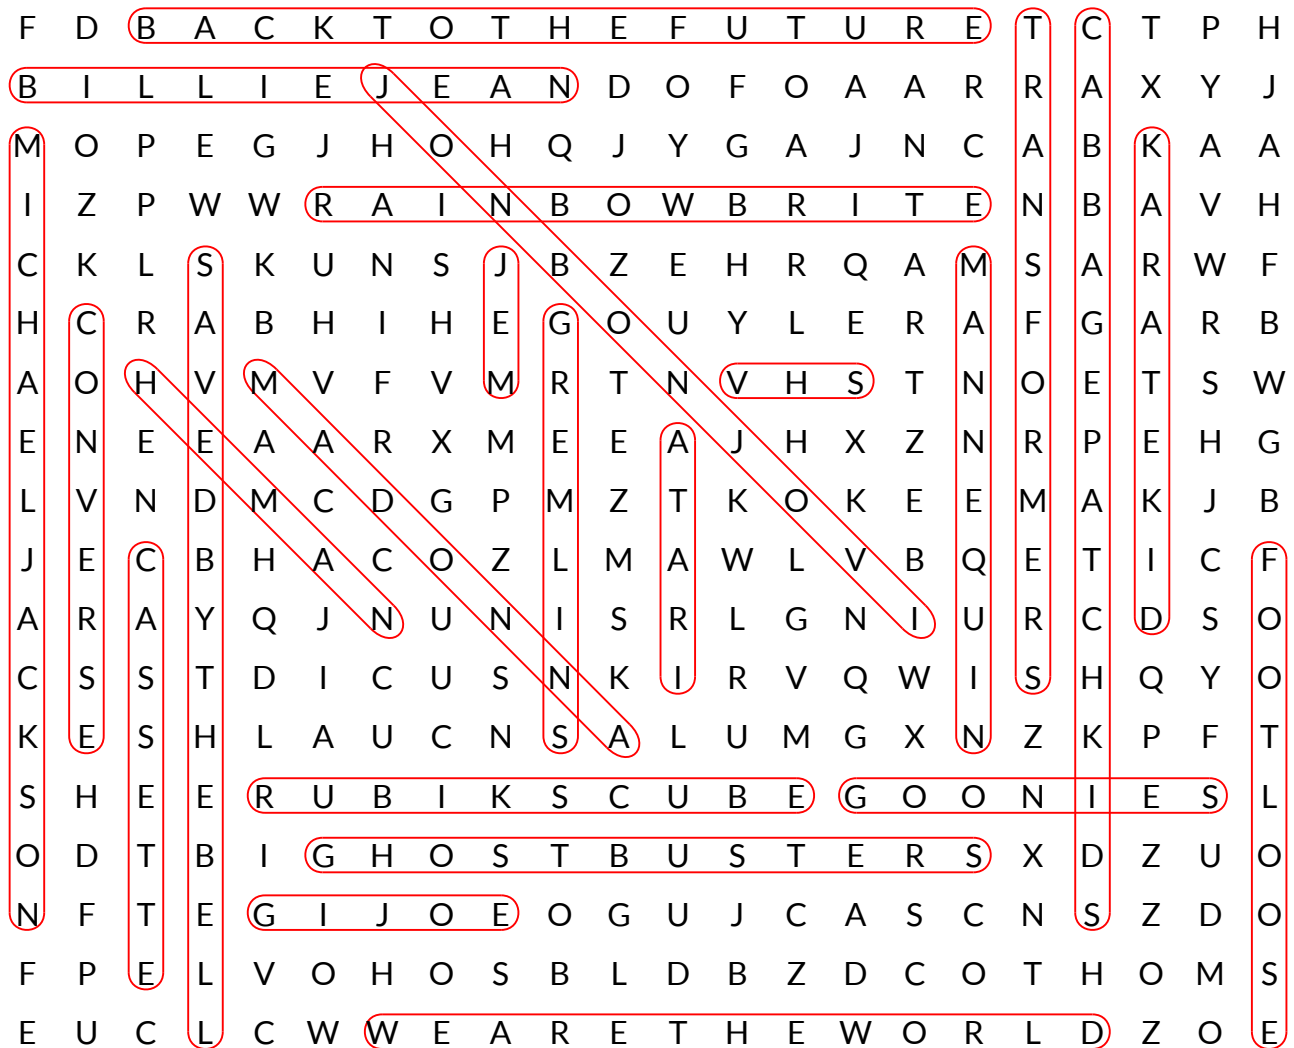 F D B A C K T O T H E F U T U R E T C T P H
B I L L I E J E A N D O F O A A R R A X Y J
M O P E G J H O H Q J Y G A J N C A B K A A
I Z P W W R A I N B O W B R I T E N B A V H
C K L S K U N S J B Z E H R Q A M S A R W F
H C R A B H I H E G O U Y L E R A F G A R B
A O H V M V F V M R T N V H S T N O E T S W
E N E E A A R X M E E A J H X Z N R P E H G
L V N D M C D G P M Z T K O K E E M A K J B
J E C B H A C O Z L M A W L V B Q E T I C F
A R A Y Q J N U N I S R L G N I U R C D S O
C S S T D I C U S N K I R V Q W I S H Q Y O
K E S H L A U C N S A L U M G X N Z K P F T
S H E E R U B I K S C U B E G O O N I E S L
O D T B I G H O S T B U S T E R S X D Z U O
N F T E G I J O E O G U J C A S C N S Z D O
F P E L V O H O S B L D B Z D C O T H O M S
E U C L C W W E A R E T H E W O R L D Z O E